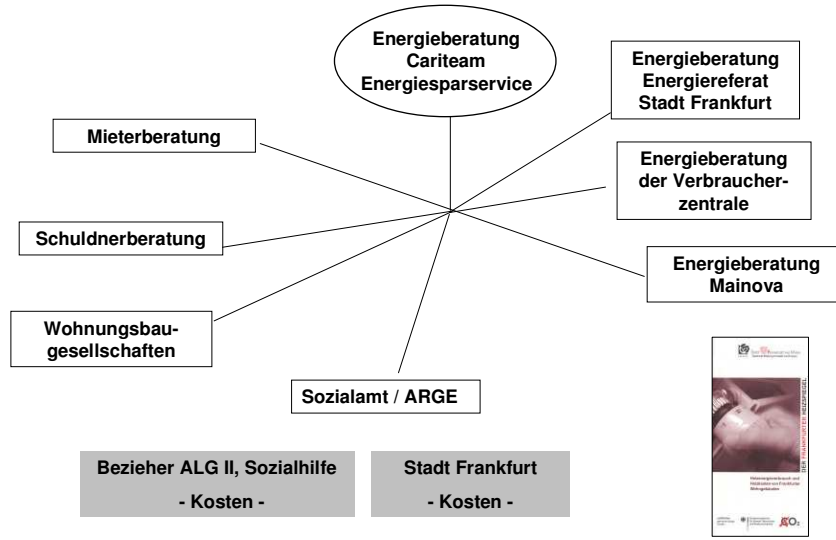 Energieberatung
Cariteam
Energiesparservice
Energieberatung
Energiereferat
Stadt Frankfurt
Mieterberatung
Energieberatung
der Verbraucher-
zentrale
Schuldnerberatung
Energieberatung
Mainova
Wohnungsbau-
gesellschaften
Sozialamt / ARGE
Bezieher ALG II, Sozialhilfe
- Kosten -
Stadt Frankfurt
- Kosten -
DER FRANKFURTER HEIZSPIEGEL
CO2